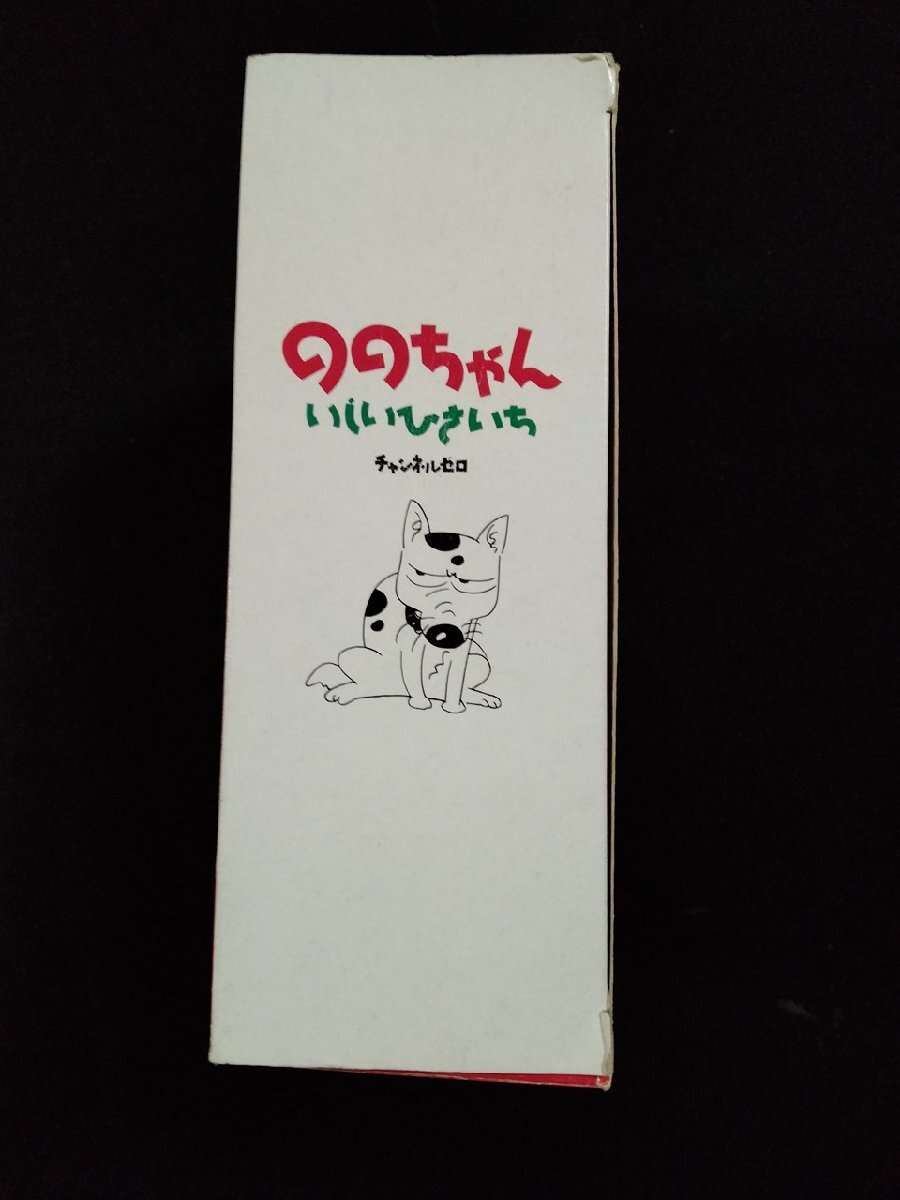 ののちゃん
いしいひさいち
チャンネルゼロ